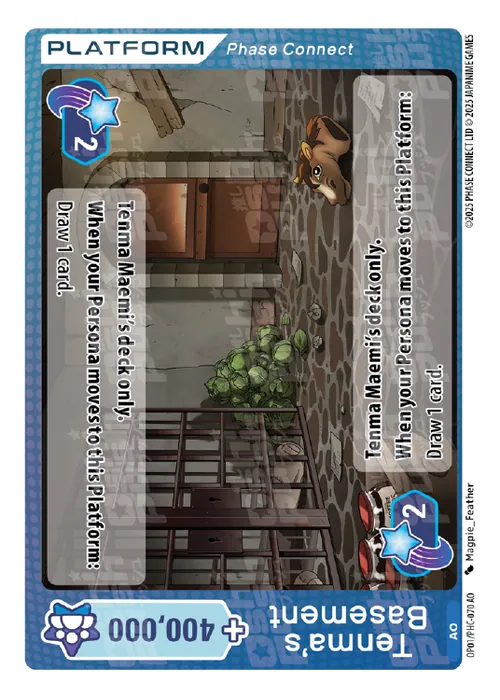 PLATFORM Phase Connect
2
Tenma Maemi's deck only.
When your Persona moves to this Platform:
Draw 1 card.
Tenma Maemi's deck only.
When your Persona moves to this Platform:
Draw 1 card.
2
+400,000
Tenma's
Basement
AO
©2025 PHASE CONNECT LTD © 2025 JAPANIME GAMES
Magpie_Feather
OP01/PHC-070 AO